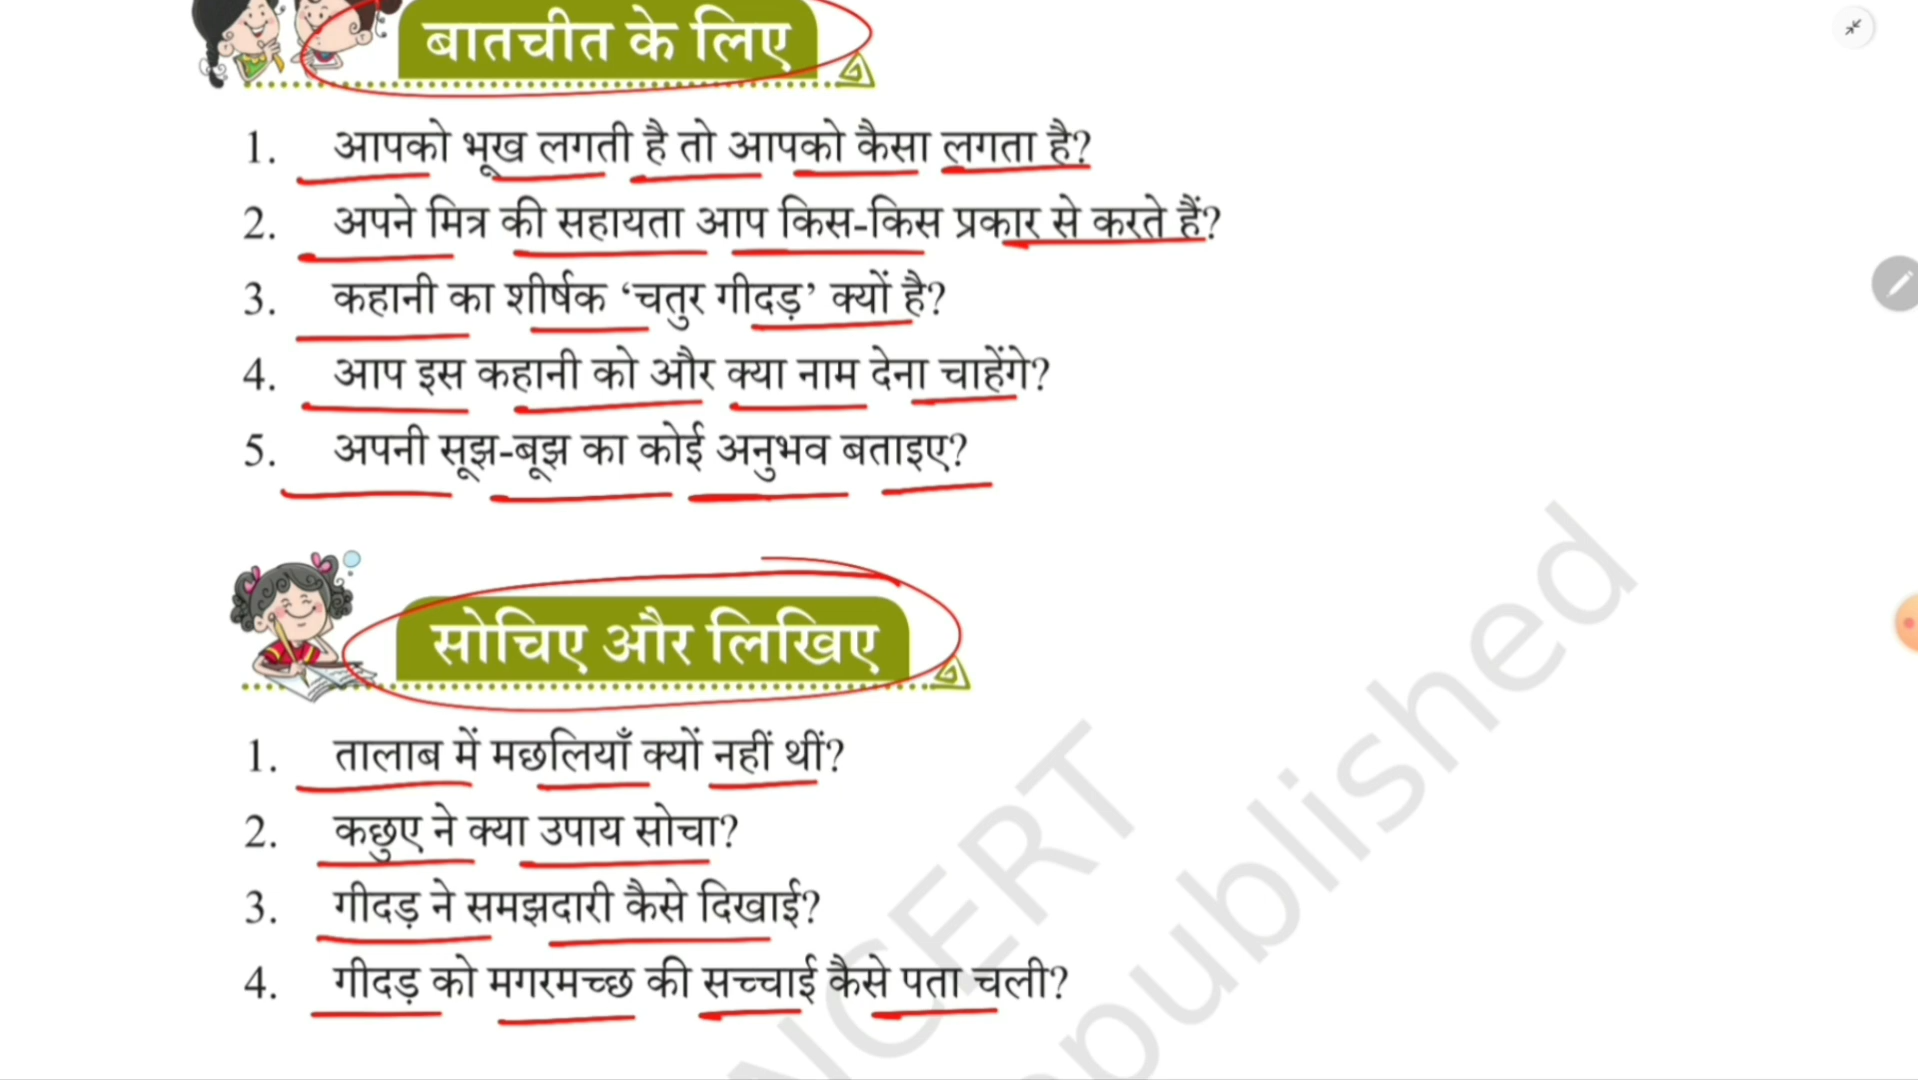 बातचीत के लिए
1. आपको भूख लगती है तो आपको कैसा लगता है?
2. अपने मित्र की सहायता आप किस-किस प्रकार से करते हैं?
3. कहानी का शीर्षक ‘चतुर गीदड़’ क्यों है?
4. आप इस कहानी को और क्या नाम देना चाहेंगे?
5. अपनी सूझ-बूझ का कोई अनुभव बताइए?
सोचिए और लिखिए
1. तालाब में मछलियाँ क्यों नहीं थीं?
2. कछुए ने क्या उपाय सोचा?
3. गीदड़ ने समझदारी कैसे दिखाई?
4. गीदड़ को मगरमच्छ की सच्चाई कैसे पता चली?
NCERT
epublished